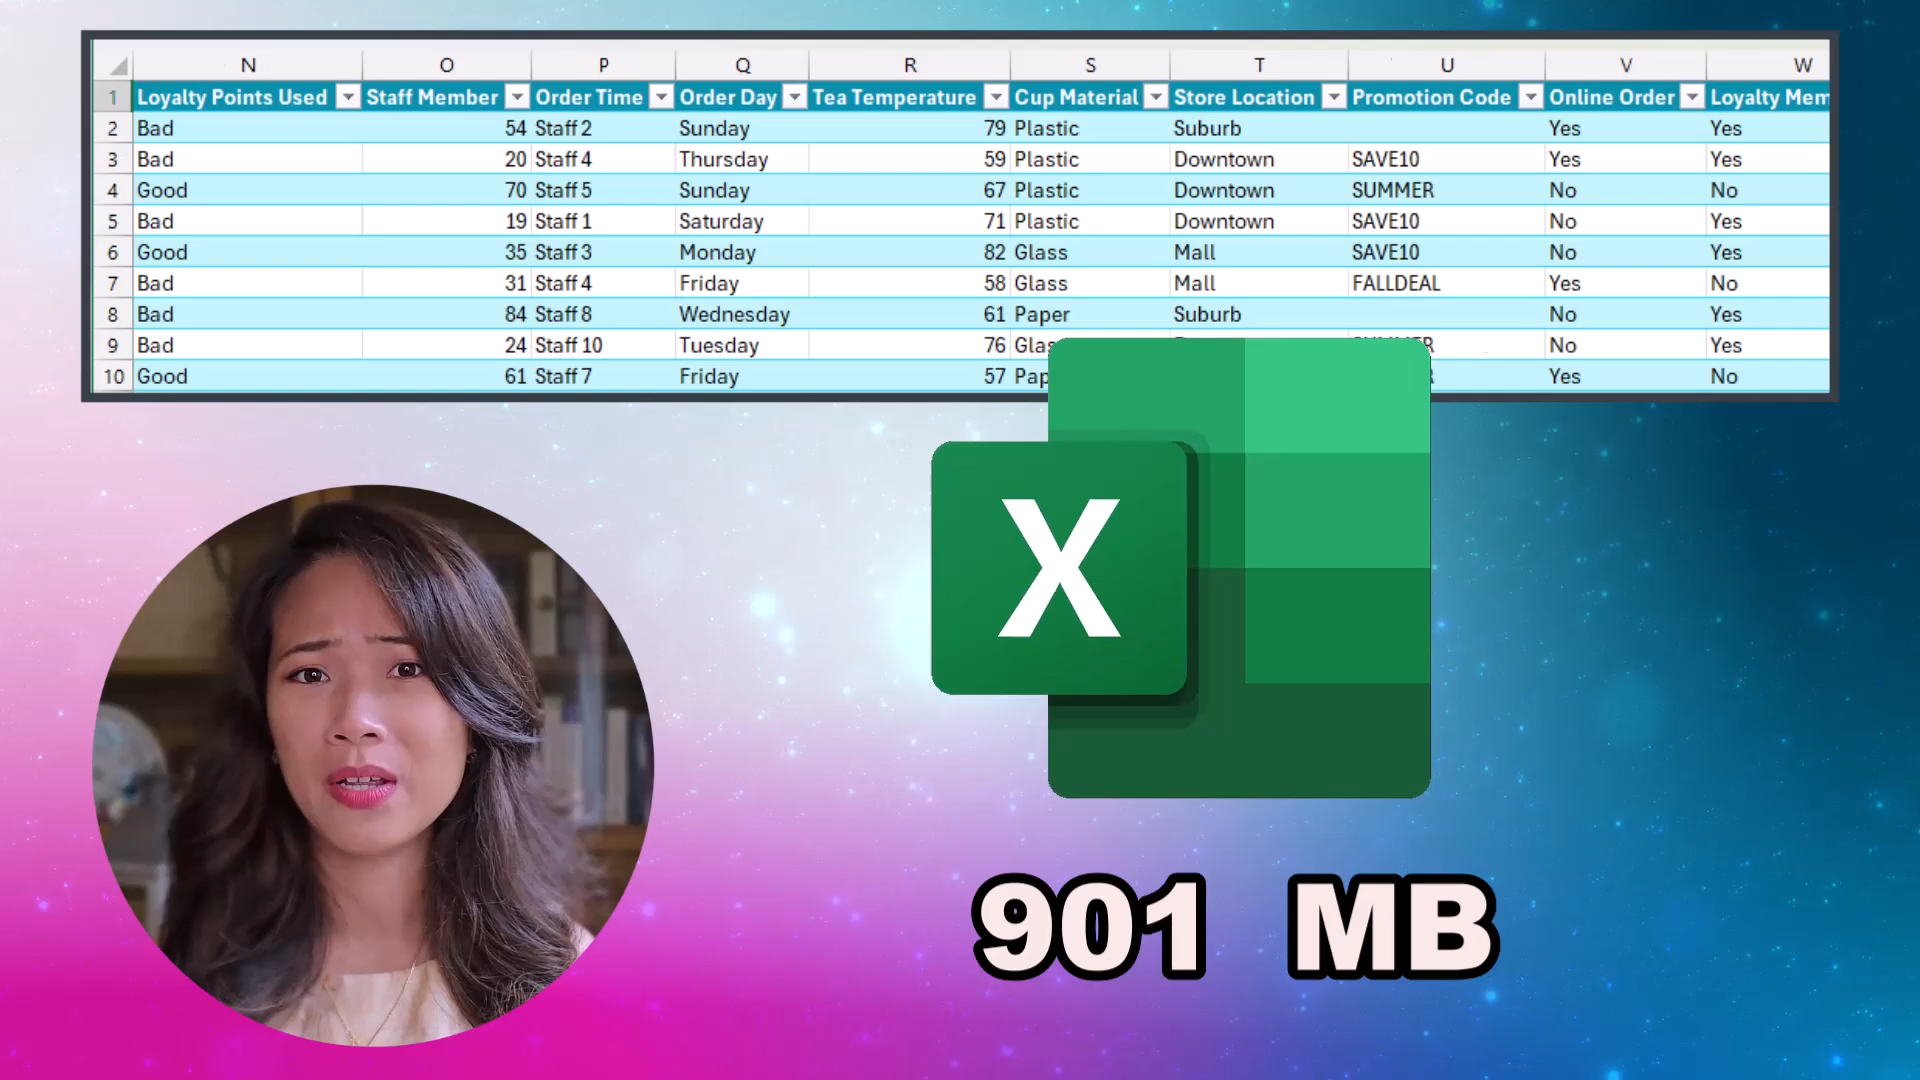 N O P Q R S T U V W
1 Loyalty Points Used Staff Member Order Time Order Day Tea Temperature Cup Material Store Location Promotion Code Online Order Loyalty Mem
2 Bad 54 Staff 2 Sunday 79 Plastic Suburb Yes Yes
3 Bad 20 Staff 4 Thursday 59 Plastic Downtown SAVE10 Yes Yes
4 Good 70 Staff 5 Sunday 67 Plastic Downtown SUMMER No No
5 Bad 19 Staff 1 Saturday 71 Plastic Downtown SAVE10 No Yes
6 Good 35 Staff 3 Monday 82 Glass Mall SAVE10 No Yes
7 Bad 31 Staff 4 Friday 58 Glass Mall FALLDEAL Yes No
8 Bad 84 Staff 8 Wednesday 61 Paper Suburb No Yes
9 Bad 24 Staff 10 Tuesday 76 No Yes
10 Good 61 Staff 7 Friday 57 Pap Yes No
X
901 MB